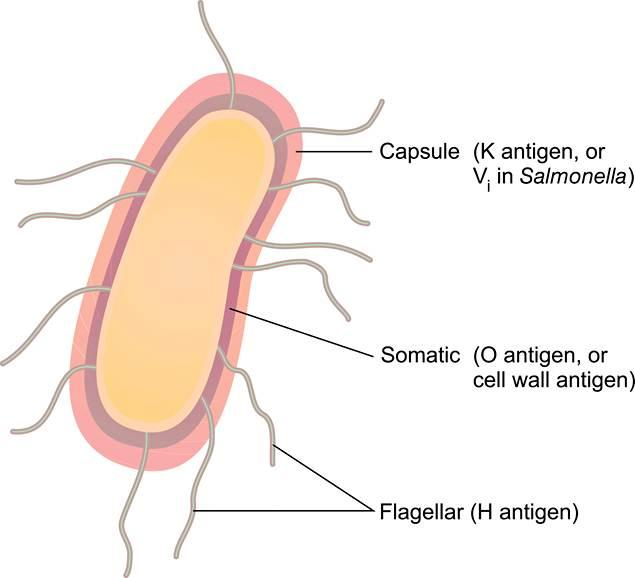 Capsule (K antigen, or
Vi in Salmonella)
Somatic (O antigen, or
cell wall antigen)
Flagellar (H antigen)